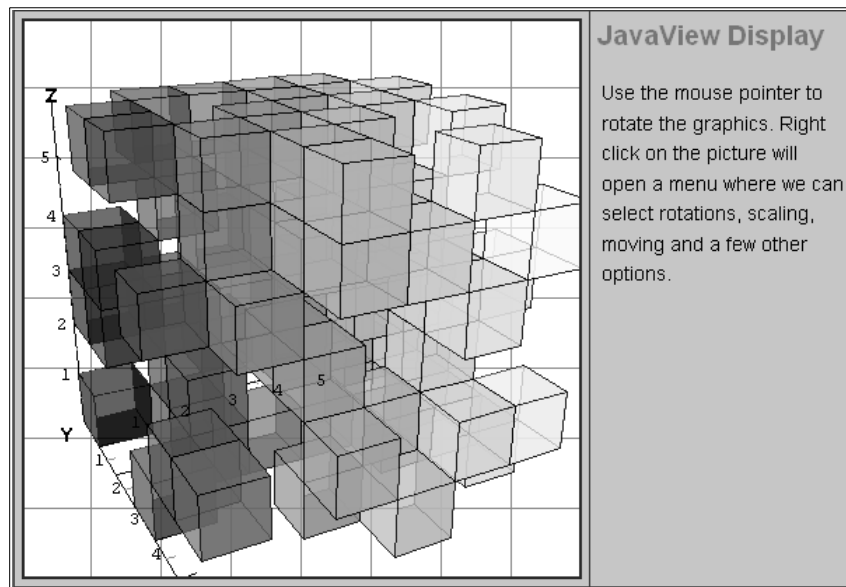 JavaView Display
Use the mouse pointer to
rotate the graphics. Right
click on the picture will
open a menu where we can
select rotations, scaling,
moving and a few other
options.
Z
5
4
3
2
1
Y
1
2
3
4
5
1
2
3
4